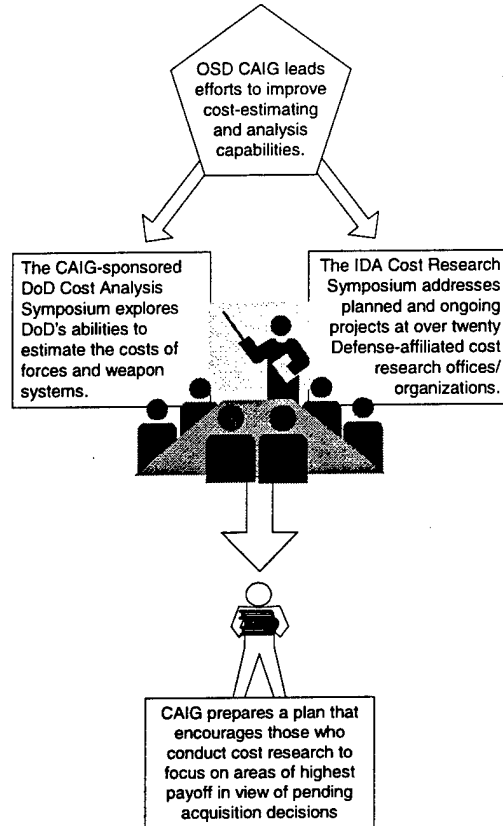 OSD CAIG leads
efforts to improve
cost-estimating
and analysis
capabilities.
The CAIG-sponsored
DoD Cost Analysis
Symposium explores
DoD's abilities to
estimate the costs of
forces and weapon
systems.
The IDA Cost Research
Symposium addresses
planned and ongoing
projects at over twenty
Defense-affiliated cost
research offices/
organizations.
CAIG prepares a plan that
encourages those who
conduct cost research to
focus on areas of highest
payoff in view of pending
acquisition decisions